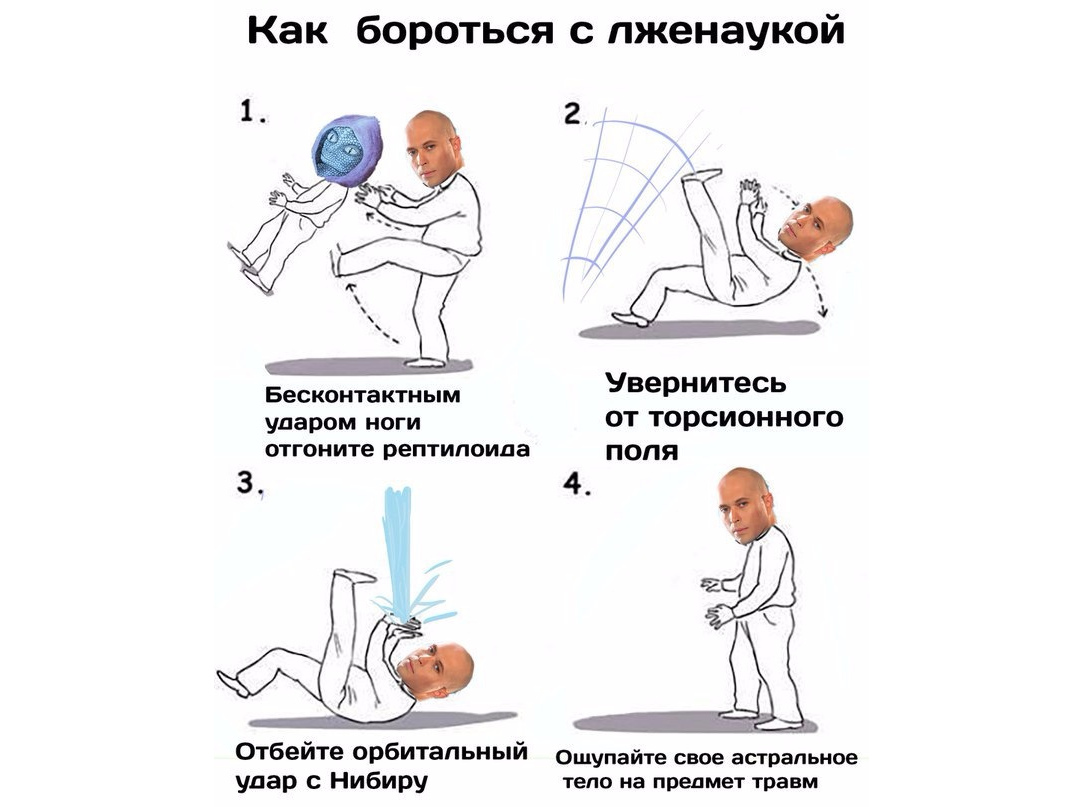 Как бороться с лженаукой
1.
2.
Бесконтактным
ударом ноги
отгоните рептилоида
Увернитесь
от торсионного
поля
3.
4.
Отбейте орбитальный
удар с Нибиру
Ощупайте свое астральное
тело на предмет травм